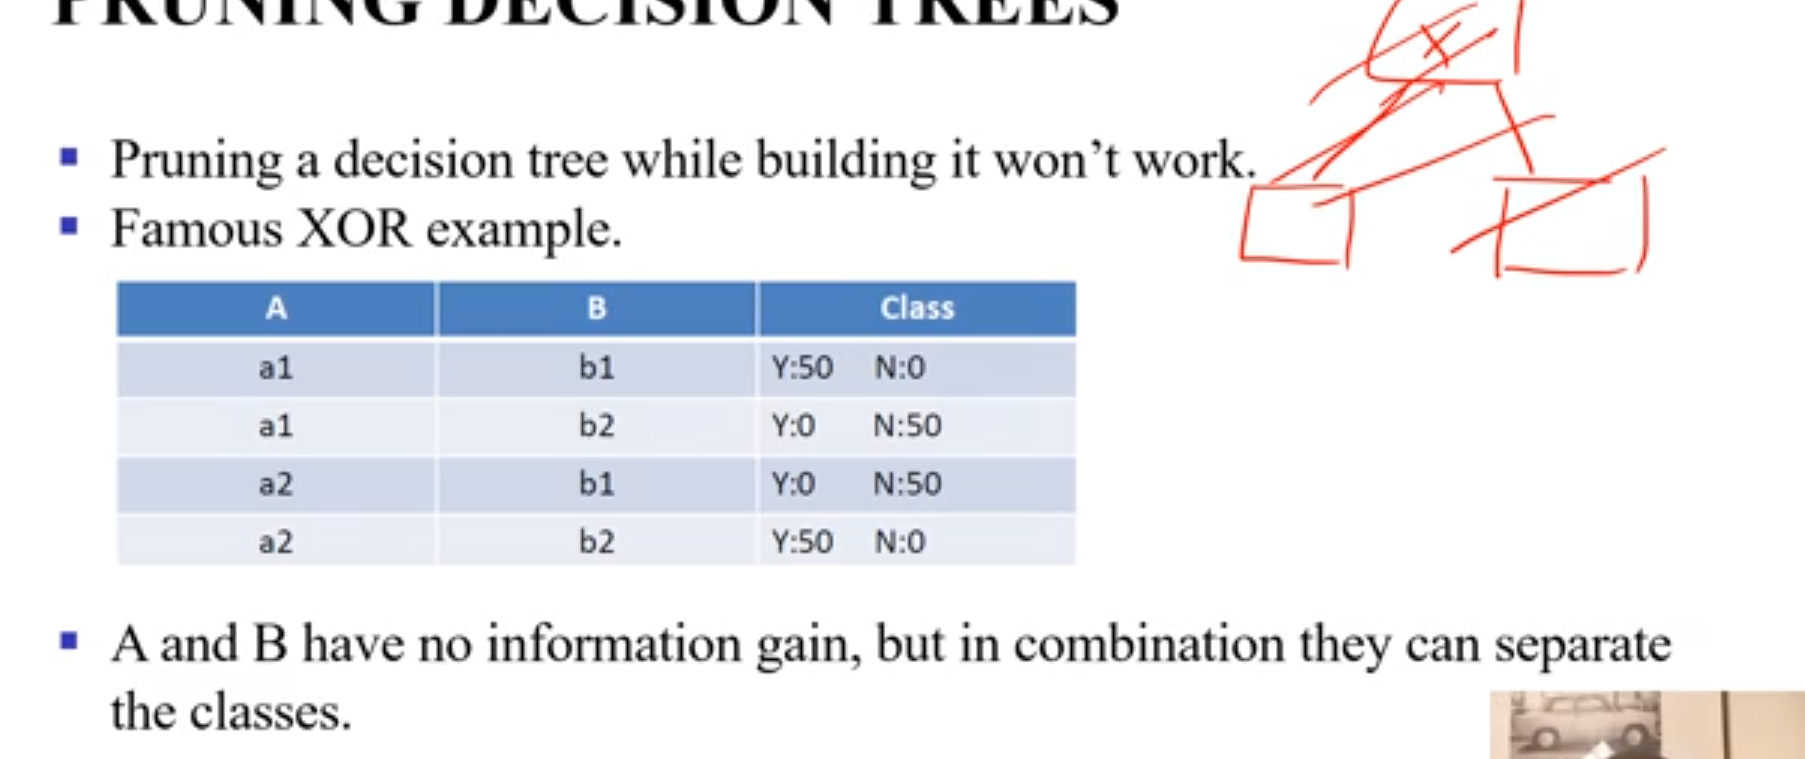 PRUNING DECISION TREES
Pruning a decision tree while building it won’t work.
Famous XOR example.
A B Class
a1 b1 Y:50 N:0
a1 b2 Y:0 N:50
a2 b1 Y:0 N:50
a2 b2 Y:50 N:0
A and B have no information gain, but in combination they can separate
the classes.